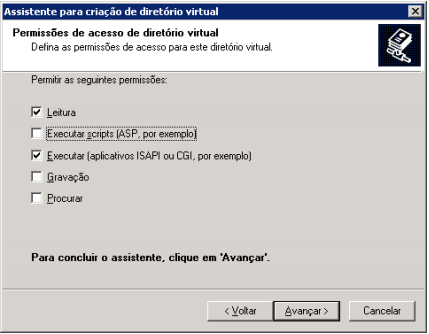 Assistente para criação de diretório virtual
Permissões de acesso de diretório virtual
Defina as permissões de acesso para este diretório virtual.
Permitir as seguintes permissões:
Leitura
Executar scripts (ASP, por exemplo)
Executar (aplicativos ISAPI ou CGI, por exemplo)
Gravação
Procurar
Para concluir o assistente, clique em 'Avançar'.
< Voltar
Avançar >
Cancelar